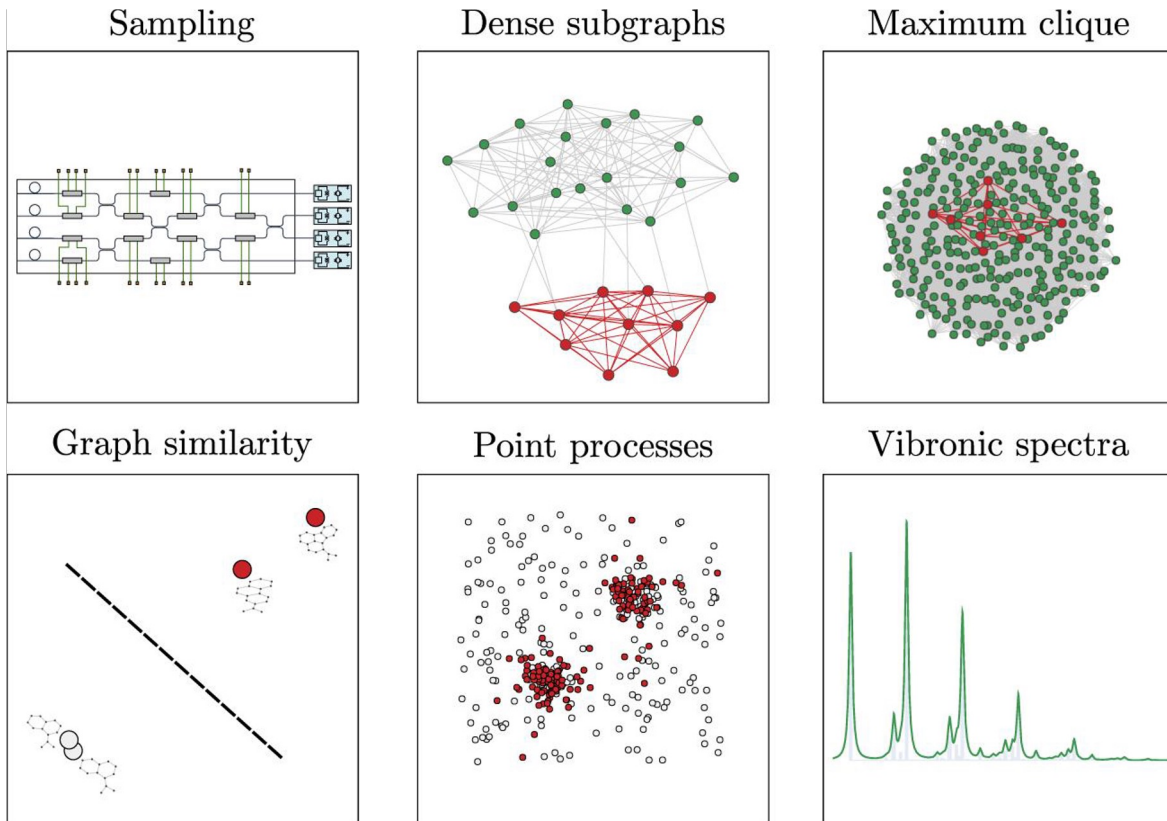 Sampling
Dense subgraphs
Maximum clique
Graph similarity
Point processes
Vibronic spectra